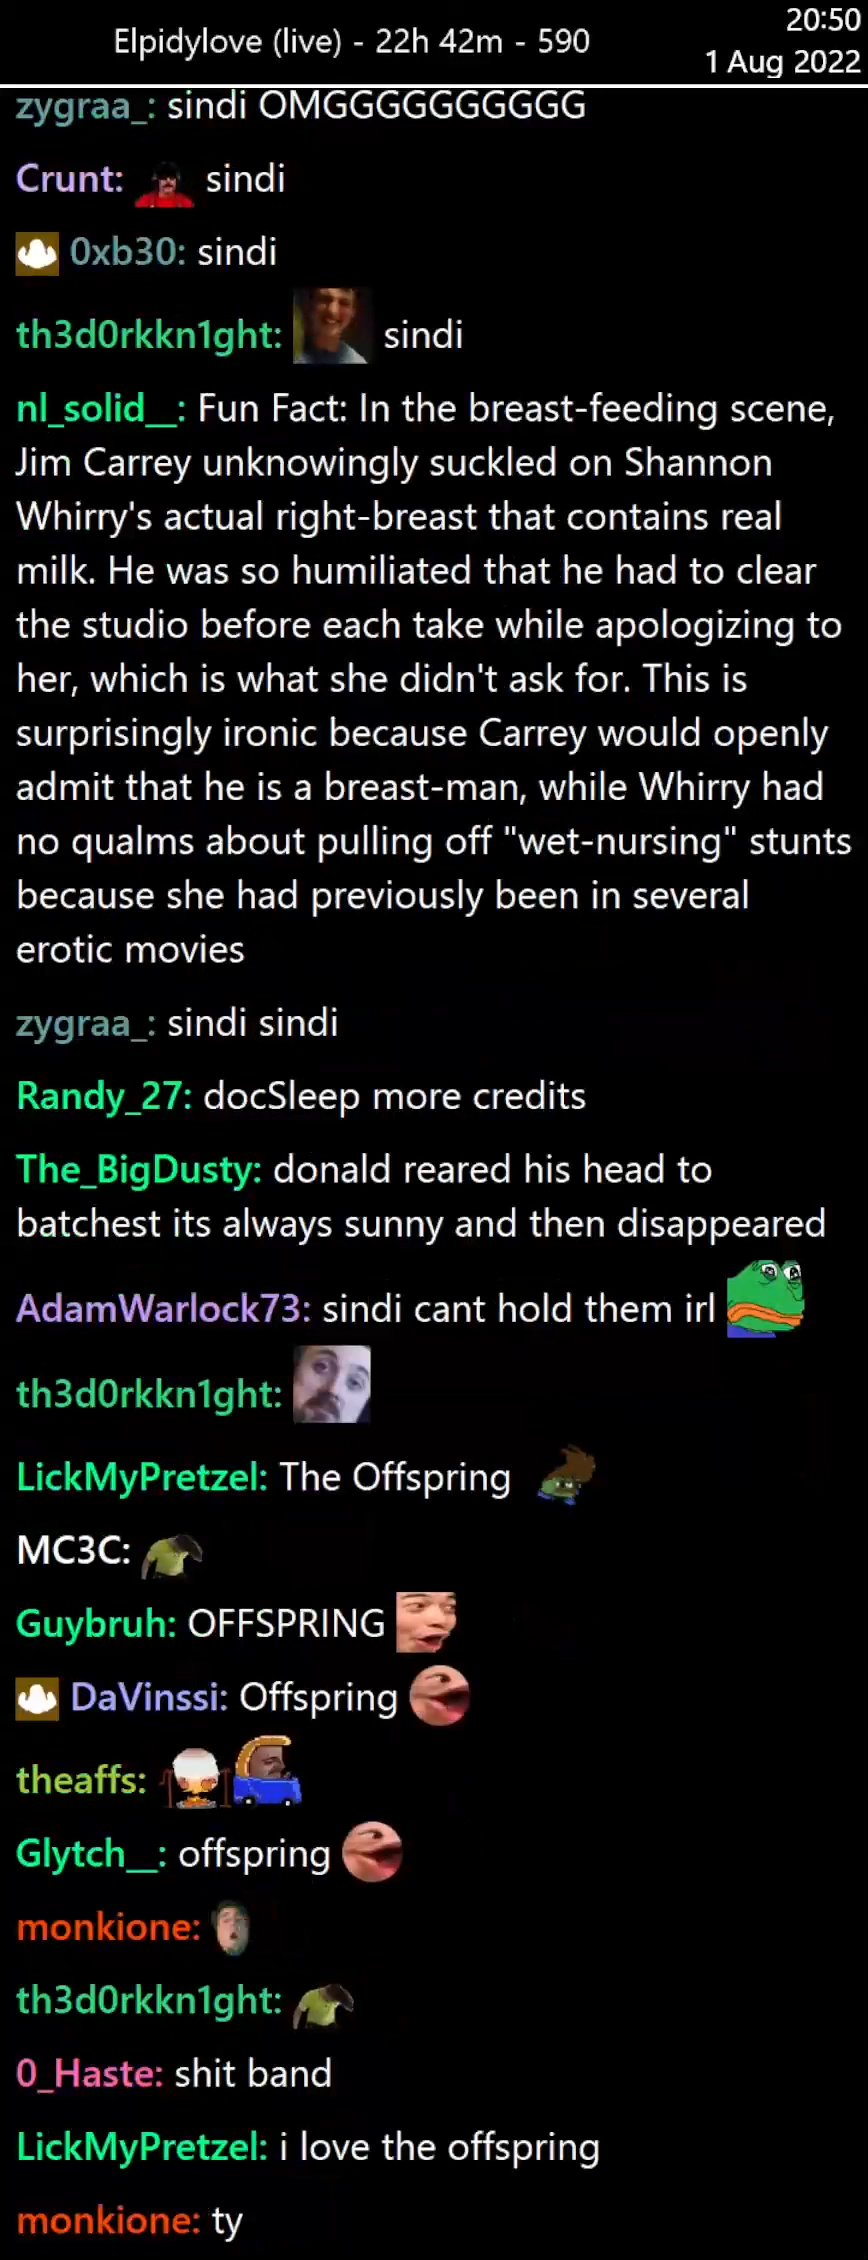 Elpidylove (live) - 22h 42m - 590
20:50
1 Aug 2022
zygraa_: sindi OMGGGGGGGGGG
Crunt: sindi
0xb30: sindi
th3d0rkkn1ght: sindi
nl_solid__: Fun Fact: In the breast-feeding scene,
Jim Carrey unknowingly suckled on Shannon
Whirry's actual right-breast that contains real
milk. He was so humiliated that he had to clear
the studio before each take while apologizing to
her, which is what she didn't ask for. This is
surprisingly ironic because Carrey would openly
admit that he is a breast-man, while Whirry had
no qualms about pulling off "wet-nursing" stunts
because she had previously been in several
erotic movies
zygraa_: sindi sindi
Randy_27: docSleep more credits
The_BigDusty: donald reared his head to
batchest its always sunny and then disappeared
AdamWarlock73: sindi cant hold them irl
th3d0rkkn1ght:
LickMyPretzel: The Offspring
MC3C:
Guybruh: OFFSPRING
DaVinssi: Offspring
theaffs:
Glytch__: offspring
monkione:
th3d0rkkn1ght:
0_Haste: shit band
LickMyPretzel: i love the offspring
monkione: ty